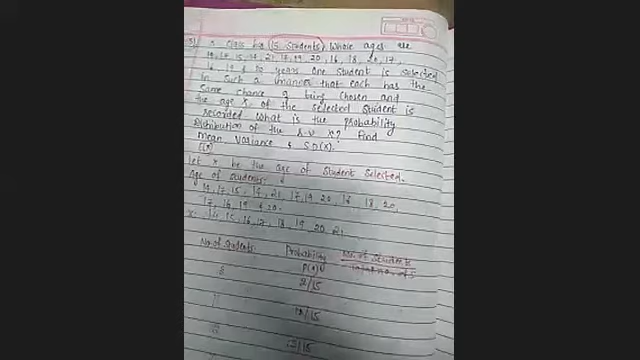 A class has 15 Students whose ages are
14, 17, 15, 14, 21, 17, 19, 20, 16, 18, 20, 17,
16, 19 & 20 years One student is selected
In such a manner that each has the
Same chance of being chosen and
the age X of the selected Student is
recorded What is the probability
Distribution of the R.V X? Find
Mean Variance & S.D(X).
let x be the age of Student Selected.
Age of students:
14, 17, 15, 14, 21, 17, 19 20, 16 18, 20,
17, 16, 19 & 20.
X: 14, 15, 16, 17, 18, 19 20 21.
No of Students Probability No. of Students
P(X)
2/15
/15
/15